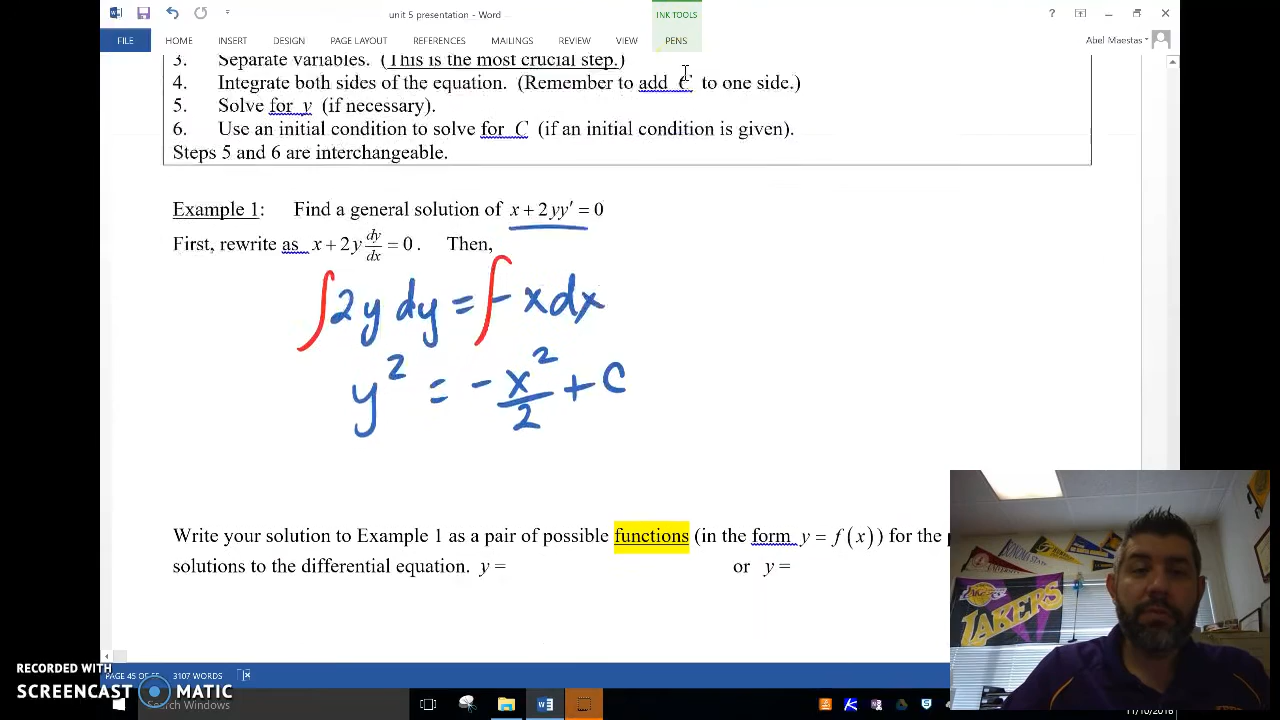 unit 5 presentation - Word
INK TOOLS
FILE HOME INSERT DESIGN PAGE LAYOUT REFERENCES MAILINGS REVIEW VIEW PENS
Abel Maestas
3. Separate variables. (This is the most crucial step.)
4. Integrate both sides of the equation. (Remember to add C to one side.)
5. Solve for y (if necessary).
6. Use an initial condition to solve for C (if an initial condition is given).
Steps 5 and 6 are interchangeable.
Example 1: Find a general solution of x + 2yy′ = 0
First, rewrite as x + 2y dy/dx = 0. Then,
∫2y dy = ∫- x dx
y² = - x²/2 + C
Write your solution to Example 1 as a pair of possible functions (in the form y = f(x)) for the
solutions to the differential equation. y = or y =
LAKERS
RECORDED WITH
SCREENCAST MATIC
3107 WORDS
Search Windows